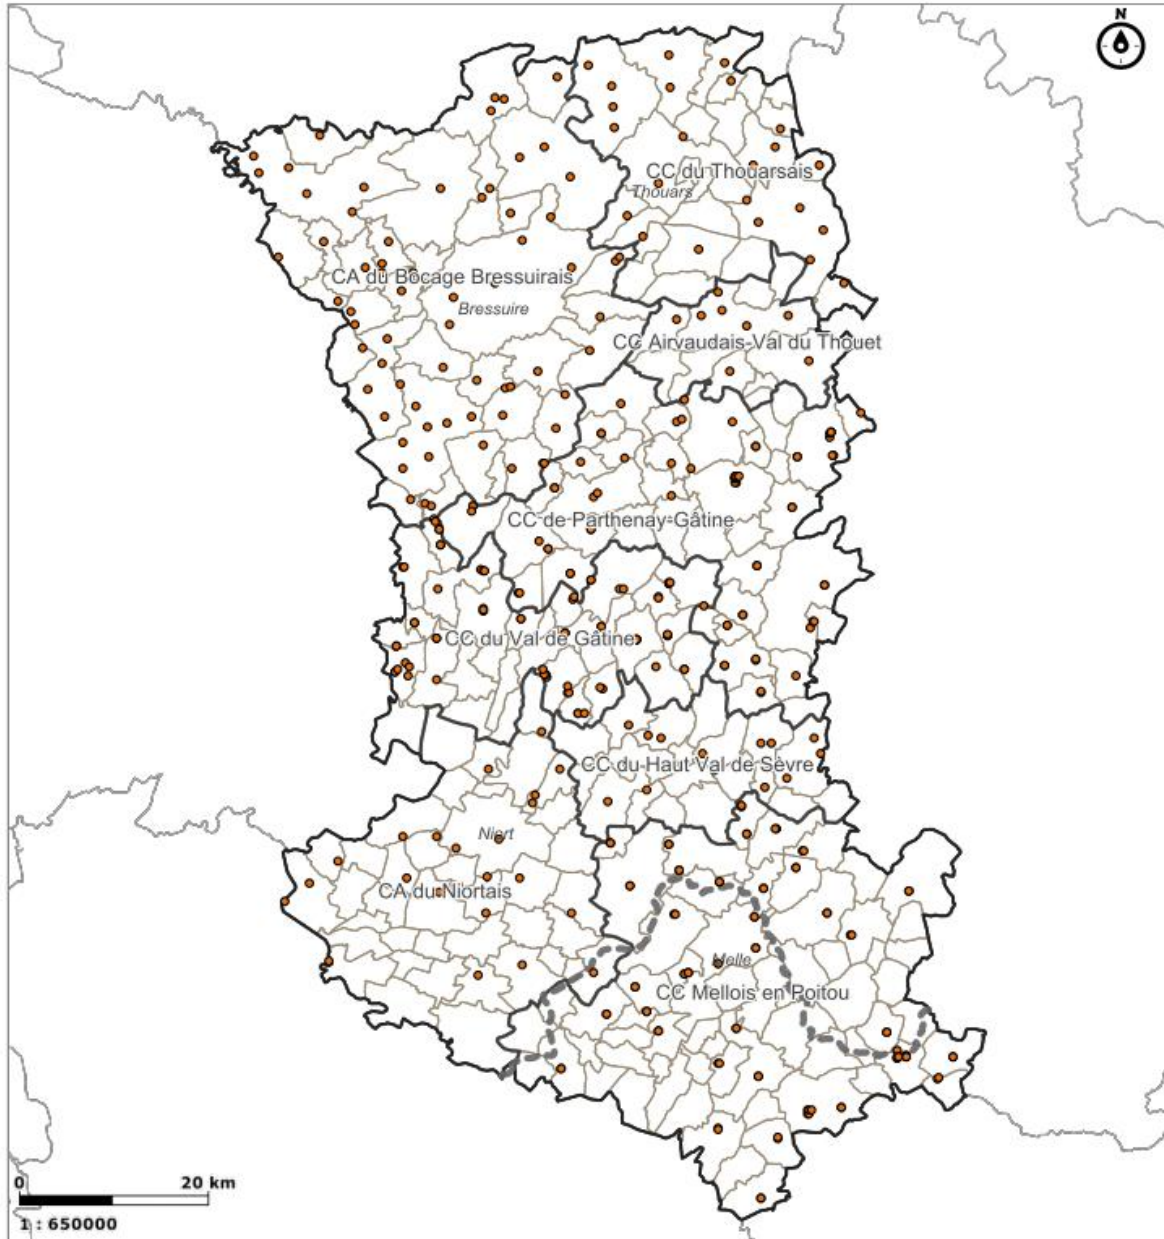 N
CC du Thouarsais
Thouars
CA du Bocage Bressuirais
Bressuire
CC Airvaudais-Val du Thouet
CC de Parthenay-Gâtine
CC du Val de Gâtine
CC du Haut Val de Sèvre
Niort
CA du Niortais
Melle
CC Mellois en Poitou
0 20 km
1 : 650000